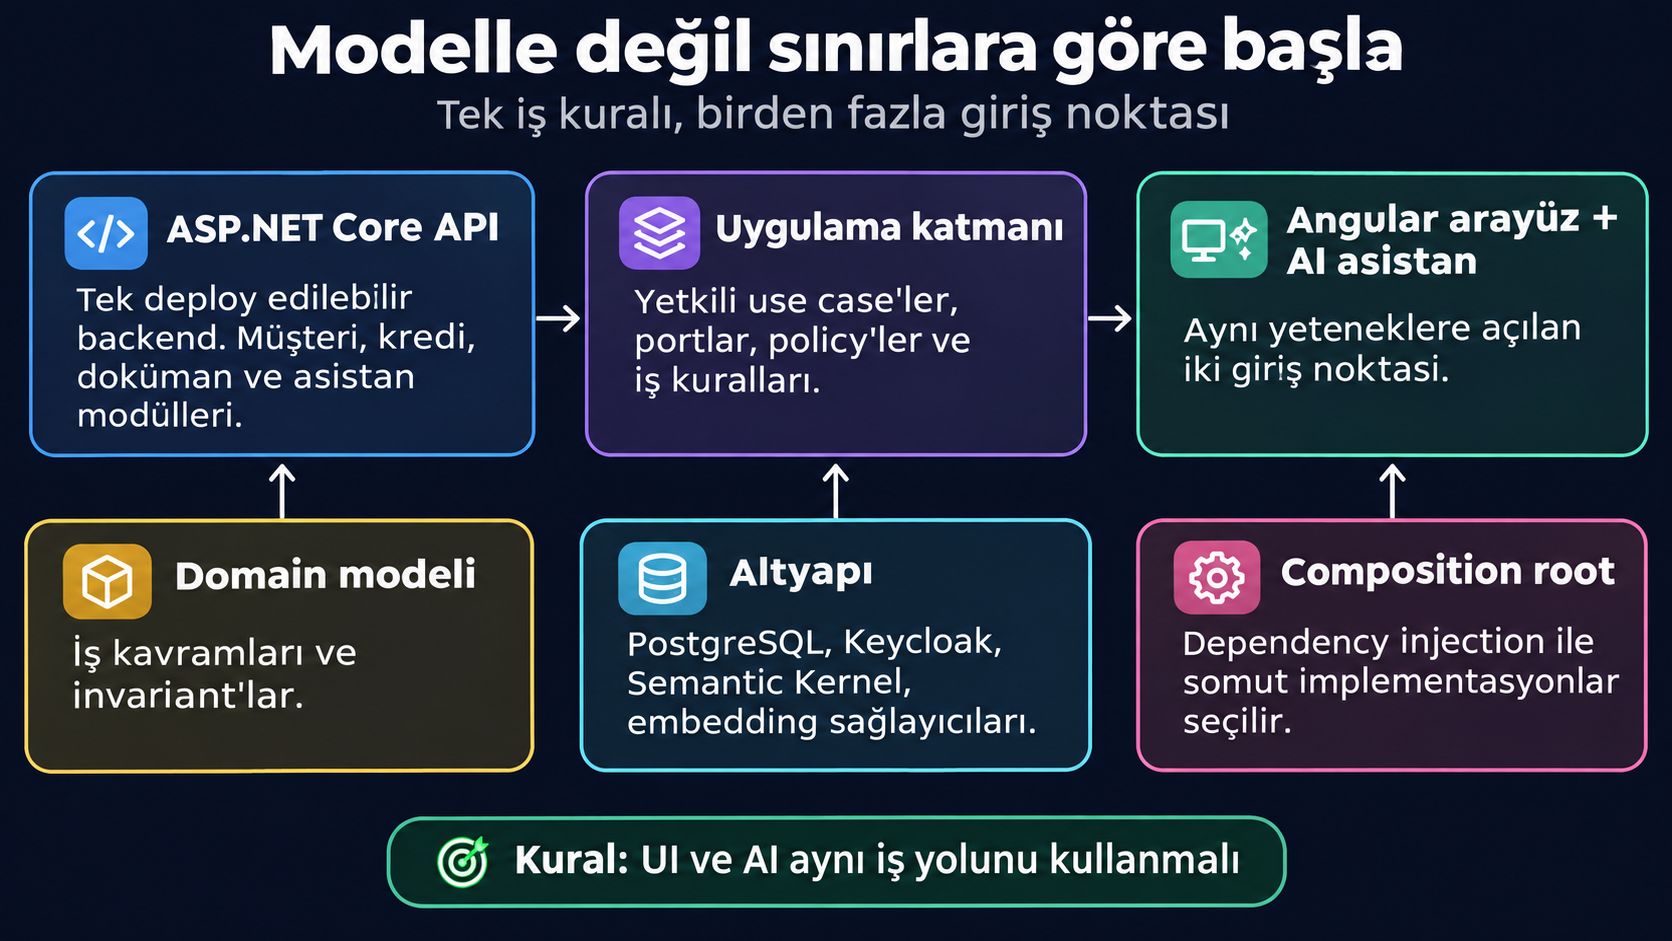 Modelle değil sınırlara göre başla
Tek iş kuralı, birden fazla giriş noktası
ASP.NET Core API
Tek deploy edilebilir
backend. Müşteri, kredi,
doküman ve asistan
modülleri.
Uygulama katmanı
Yetkili use case'ler,
portlar, policy'ler ve
iş kuralları.
Angular arayüz +
AI asistan
Aynı yeteneklere açılan
iki giriş noktasi.
Domain modeli
İş kavramları ve
invariant'lar.
Altyapı
PostgreSQL, Keycloak,
Semantic Kernel,
embedding sağlayıcıları.
Composition root
Dependency injection ile
somut implementasyonlar
seçilir.
Kural: UI ve AI aynı iş yolunu kullanmalı